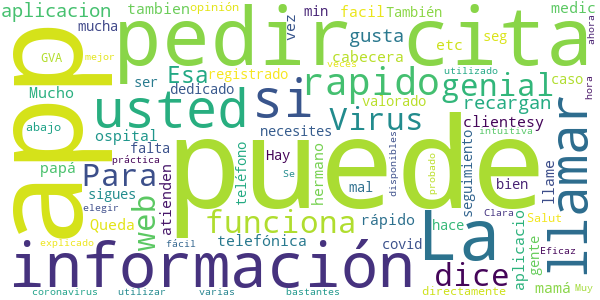 aplicacion tambien opinión min facil También medic
mucha vez gusta etc seg ahora
GVA mejor pedir cita
app Esa registrado veces cabecera utilizado caso hora
Mucho ser dedicado si rapido genial
valorado recargan
abajo ospital usted Virus clientesy intuitiva
falta necesites llamar
papá práctica Para Hay puede disponibles mal bien
sigues atienden teléfono Se hermano probado seguimiento llame
elegir web funciona rápido La hace Clara Salut
Queda telefónica covid aplicació gente Eficaz
explicado fácil información dice directamente mamá Muy
coronavirus utilizar varias bastantes